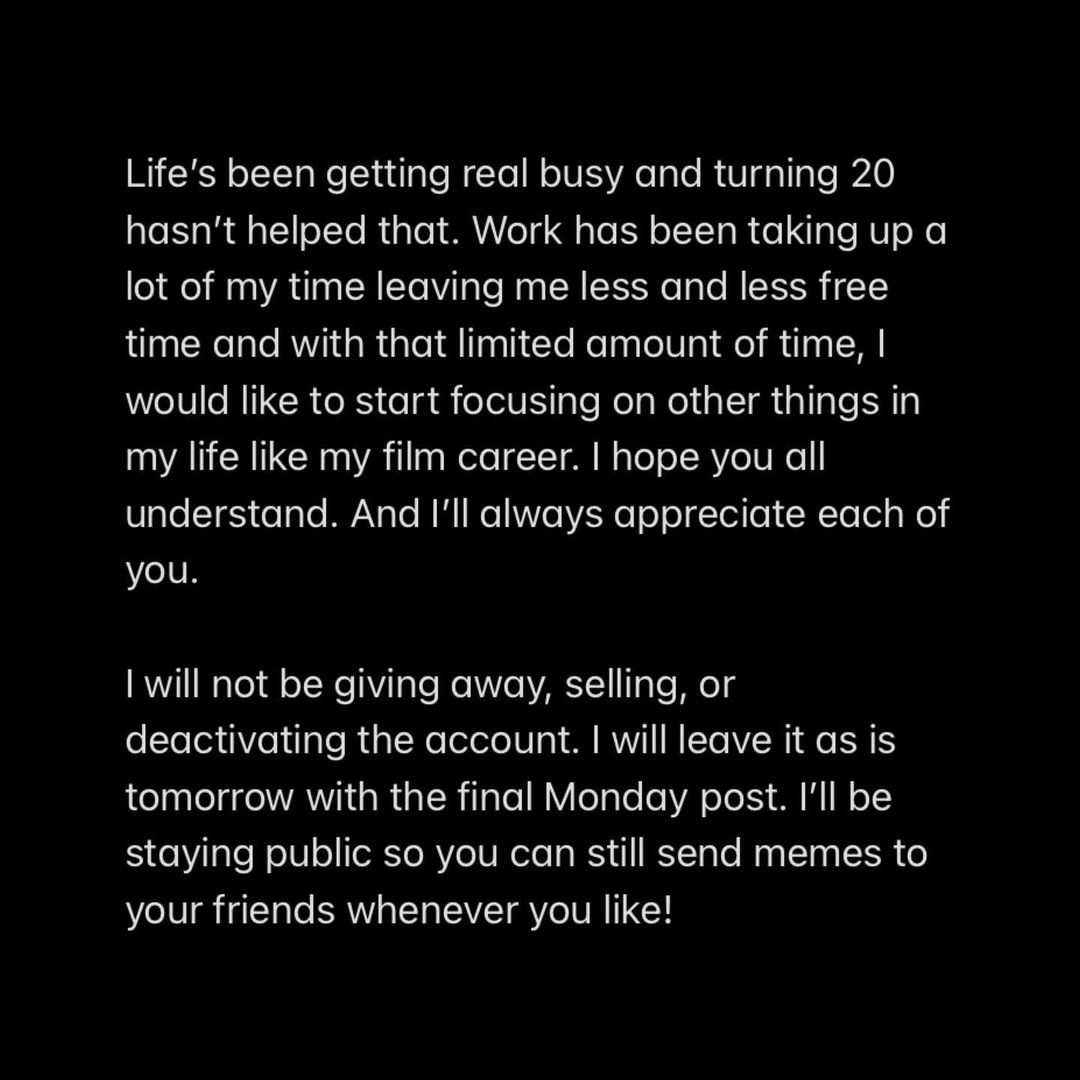 Life’s been getting real busy and turning 20
hasn’t helped that. Work has been taking up a
lot of my time leaving me less and less free
time and with that limited amount of time, I
would like to start focusing on other things in
my life like my film career. I hope you all
understand. And I’ll always appreciate each of
you.
I will not be giving away, selling, or
deactivating the account. I will leave it as is
tomorrow with the final Monday post. I’ll be
staying public so you can still send memes to
your friends whenever you like!